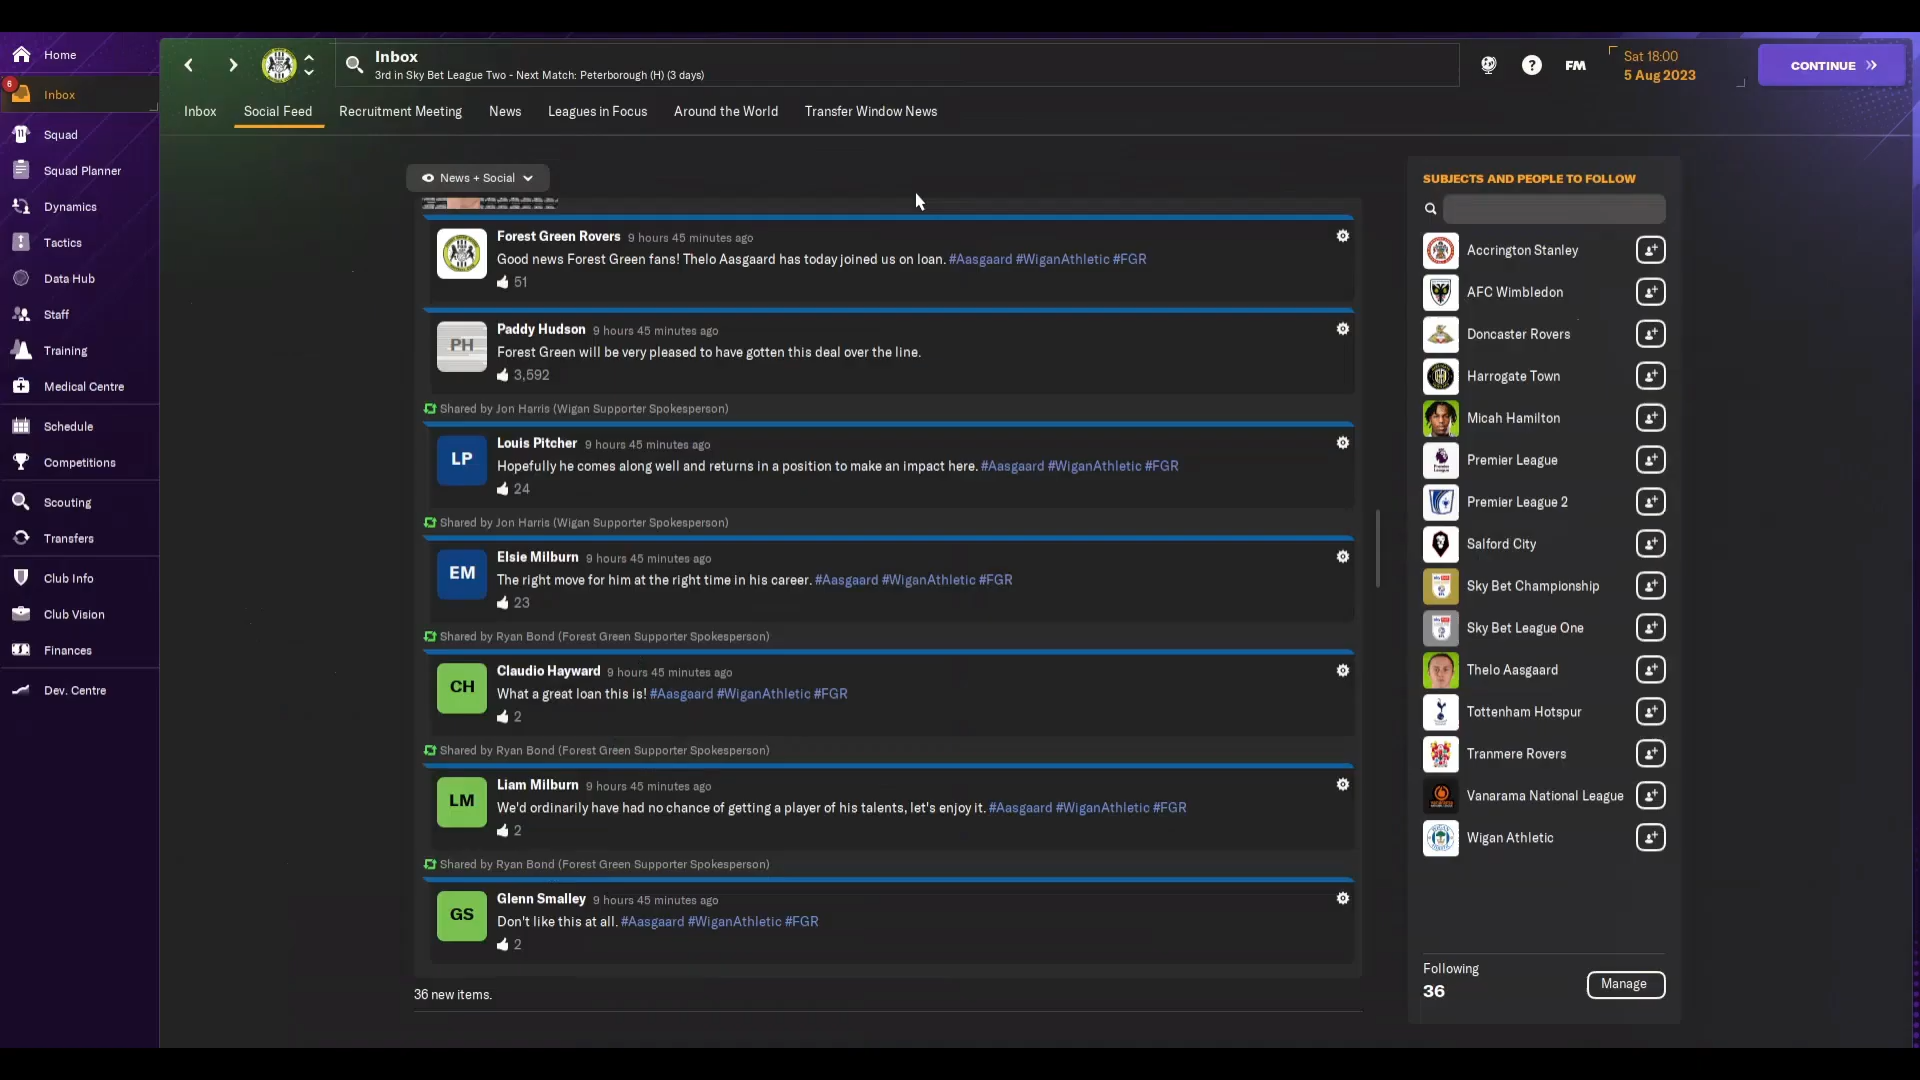 Home
6
Inbox
Squad
Squad Planner
Dynamics
Tactics
Data Hub
Staff
Training
Medical Centre
Schedule
Competitions
Scouting
Transfers
Club Info
Club Vision
Finances
Dev. Centre
Inbox
3rd in Sky Bet League Two - Next Match: Peterborough (H) (3 days)
?
FM
Sat 18:00
5 Aug 2023
CONTINUE
Inbox
Social Feed
Recruitment Meeting
News
Leagues in Focus
Around the World
Transfer Window News
News + Social
Forest Green Rovers 9 hours 45 minutes ago
Good news Forest Green fans! Thelo Aasgaard has today joined us on loan. #Aasgaard #WiganAthletic #FGR
51
PH
Paddy Hudson 9 hours 45 minutes ago
Forest Green will be very pleased to have gotten this deal over the line.
3,592
Shared by Jon Harris (Wigan Supporter Spokesperson)
LP
Louis Pitcher 9 hours 45 minutes ago
Hopefully he comes along well and returns in a position to make an impact here. #Aasgaard #WiganAthletic #FGR
24
Shared by Jon Harris (Wigan Supporter Spokesperson)
EM
Elsie Milburn 9 hours 45 minutes ago
The right move for him at the right time in his career. #Aasgaard #WiganAthletic #FGR
23
Shared by Ryan Bond (Forest Green Supporter Spokesperson)
CH
Claudio Hayward 9 hours 45 minutes ago
What a great loan this is! #Aasgaard #WiganAthletic #FGR
2
Shared by Ryan Bond (Forest Green Supporter Spokesperson)
LM
Liam Milburn 9 hours 45 minutes ago
We'd ordinarily have had no chance of getting a player of his talents, let's enjoy it. #Aasgaard #WiganAthletic #FGR
2
Shared by Ryan Bond (Forest Green Supporter Spokesperson)
GS
Glenn Smalley 9 hours 45 minutes ago
Don't like this at all. #Aasgaard #WiganAthletic #FGR
2
36 new items.
SUBJECTS AND PEOPLE TO FOLLOW
Accrington Stanley
AFC Wimbledon
Doncaster Rovers
Harrogate Town
Micah Hamilton
Premier League
Premier League 2
Salford City
Sky Bet Championship
Sky Bet League One
Thelo Aasgaard
Tottenham Hotspur
Tranmere Rovers
Vanarama National League
Wigan Athletic
Following
36
Manage